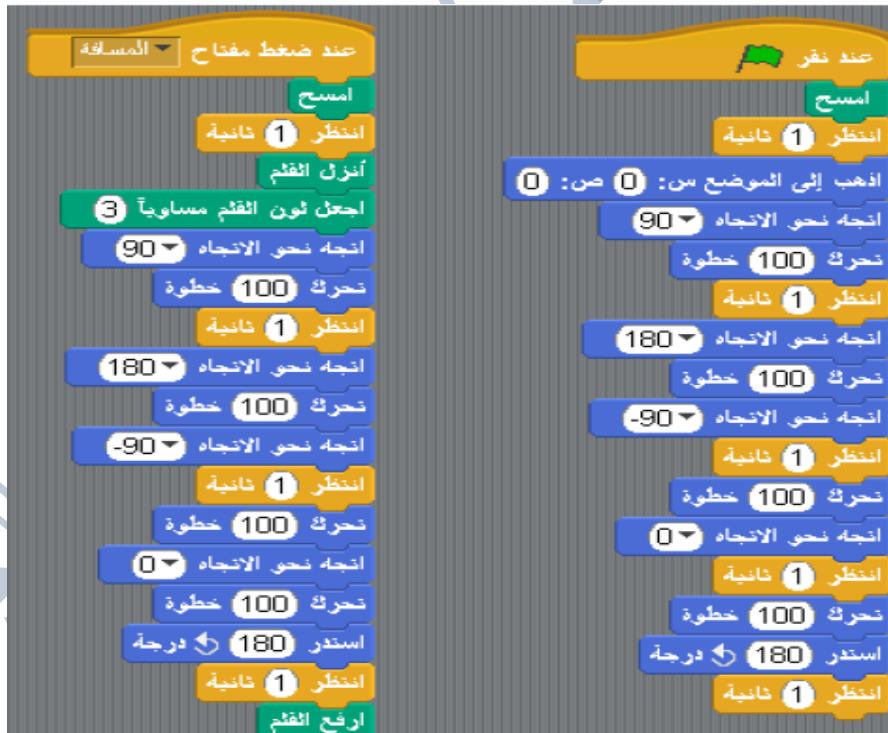 عند نقر
امسح
انتظر 1 ثانية
اذهب إلى الموضع س: 0 ص: 0
اتجه نحو الاتجاه 90
تحرك 100 خطوة
انتظر 1 ثانية
اتجه نحو الاتجاه 180
تحرك 100 خطوة
اتجه نحو الاتجاه -90
انتظر 1 ثانية
تحرك 100 خطوة
اتجه نحو الاتجاه 0
انتظر 1 ثانية
تحرك 100 خطوة
استدر 180 درجة
انتظر 1 ثانية
عند ضغط مفتاح المسافة
امسح
انتظر 1 ثانية
أنزل القلم
اجعل لون القلم مساوياً 3
اتجه نحو الاتجاه 90
تحرك 100 خطوة
انتظر 1 ثانية
اتجه نحو الاتجاه 180
تحرك 100 خطوة
اتجه نحو الاتجاه -90
انتظر 1 ثانية
تحرك 100 خطوة
اتجه نحو الاتجاه 0
تحرك 100 خطوة
استدر 180 درجة
انتظر 1 ثانية
ارفع القلم